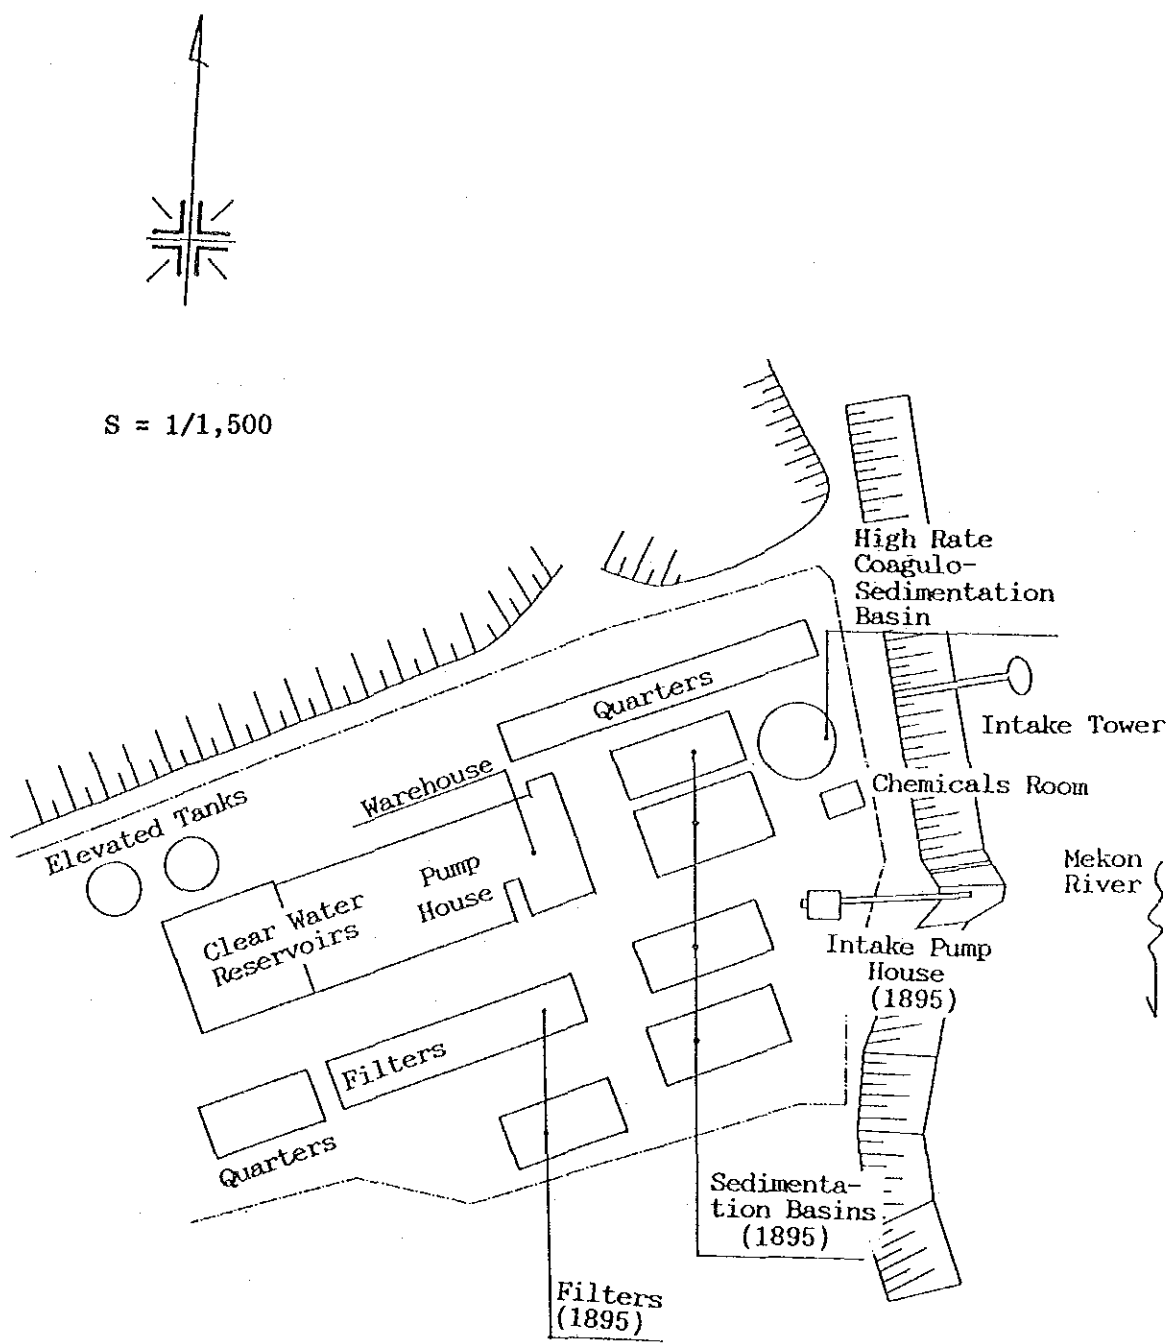 S = 1/1,500
High Rate
Coagulo-
Sedimentation
Basin
Quarters
Intake Tower
Warehouse
Chemicals Room
Elevated Tanks
Pump
House
Mekon
River
Clear Water
Reservoirs
Intake Pump
House
(1895)
Filters
Quarters
Sedimenta-
tion Basins
(1895)
Filters
(1895)